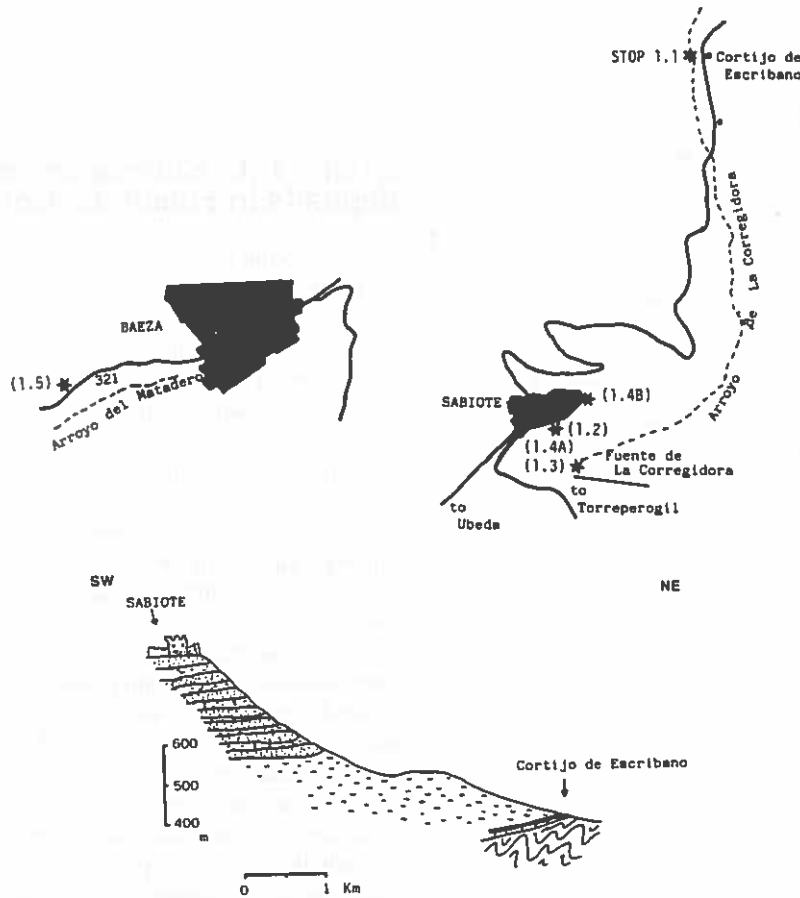 STOP 1.1
Cortijo de
Escribano
Arroyo
de La Corregidora
BAEZA
(1.5)
321
Arroyo del Matadero
SABIOTE
(1.4B)
(1.2)
(1.4A)
(1.3)
Fuente de
La Corregidora
to
Torreperogil
to
Ubeda
SW
NE
SABIOTE
600
500
400
m
Cortijo de Escribano
0
1 Km